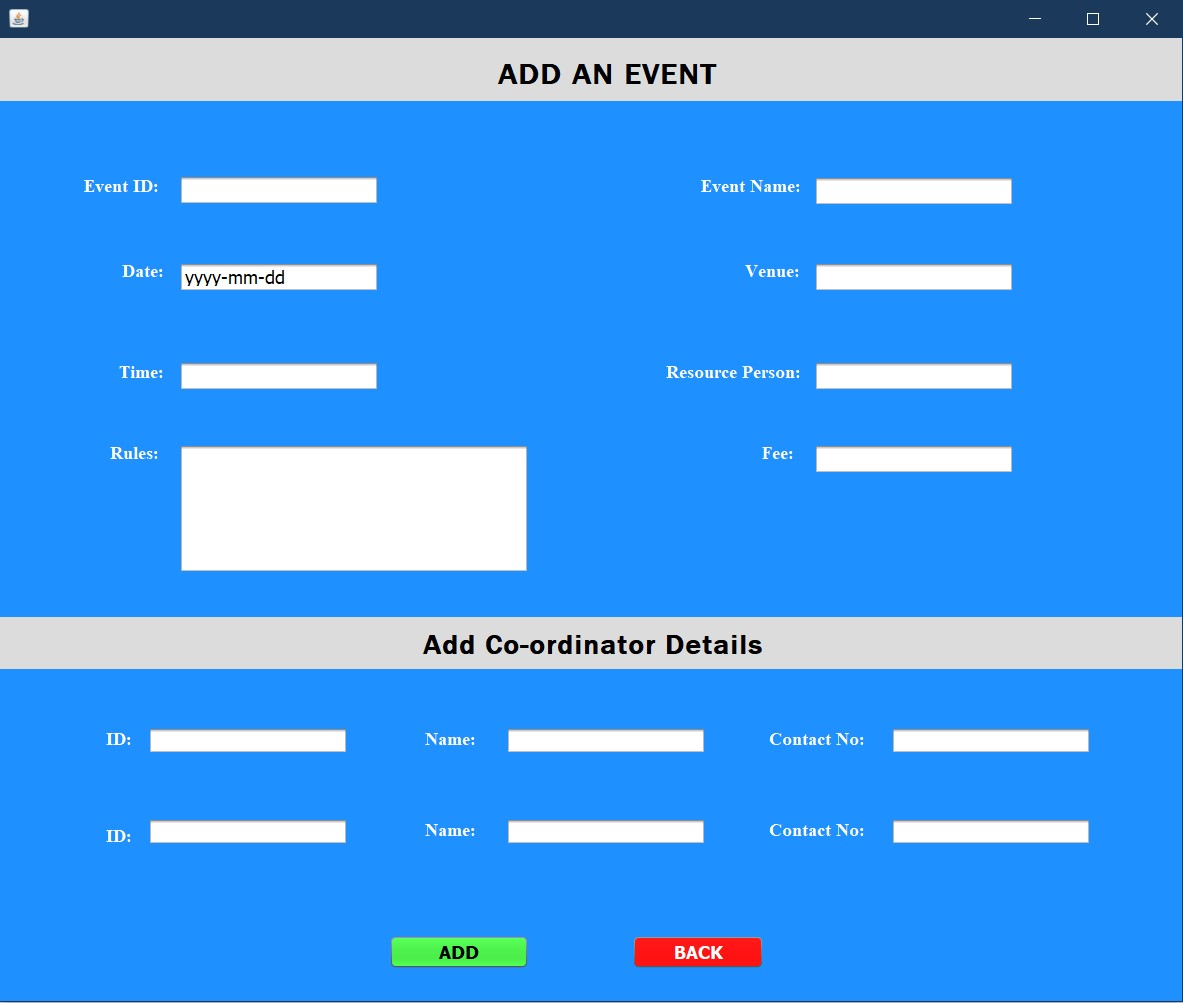 ADD AN EVENT
Event ID:
Event Name:
Date: yyyy-mm-dd
Venue:
Time:
Resource Person:
Rules:
Fee:
Add Co-ordinator Details
ID:
Name:
Contact No:
ID:
Name:
Contact No:
ADD
BACK